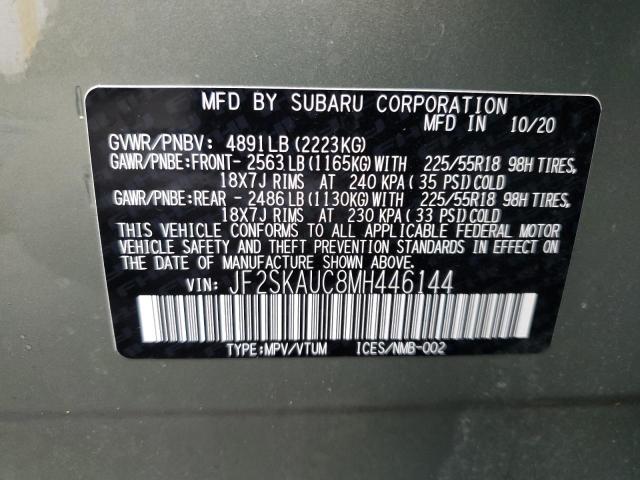 MFD BY SUBARU CORPORATION
MFD IN 10/20
GVWR/PNBV: 4891LB (2223KG)
GAWR/PNBE:FRONT- 2563LB (1165KG) WITH 225/55R18 98H TIRES,
18X7J RIMS AT 240 KPA (35 PSI) COLD
GAWR/PNBE:REAR - 2486LB (1130KG) WITH 225/55R18 98H TIRES,
18X7J RIMS AT 230 KPA (33 PSI) COLD
THIS VEHICLE CONFORMS TO ALL APPLICABLE FEDERAL MOTOR
VEHICLE SAFETY AND THEFT PREVENTION STANDARDS IN EFFECT
ON THE DATE OF MANUFACTURE SHOWN ABOVE.
VIN: JF2SKAUC8MH446144
TYPE:MPV/VTUM ICES/NMB-002